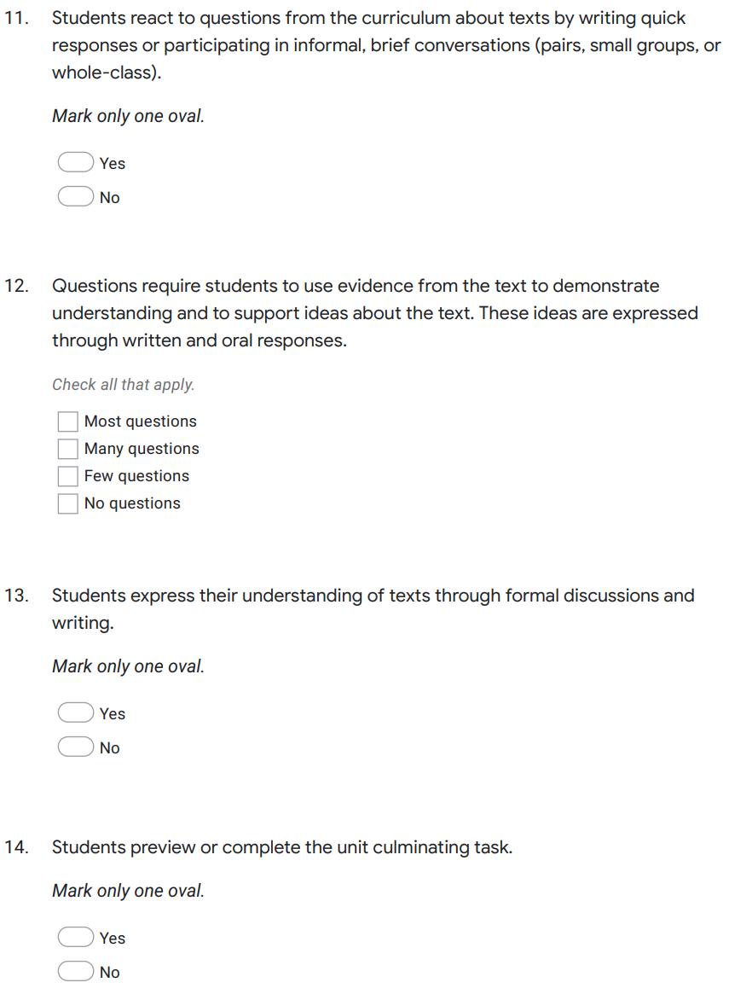 11. Students react to questions from the curriculum about texts by writing quick
responses or participating in informal, brief conversations (pairs, small groups, or
whole-class).
Mark only one oval.
Yes
No
12. Questions require students to use evidence from the text to demonstrate
understanding and to support ideas about the text. These ideas are expressed
through written and oral responses.
Check all that apply.
Most questions
Many questions
Few questions
No questions
13. Students express their understanding of texts through formal discussions and
writing.
Mark only one oval.
Yes
No
14. Students preview or complete the unit culminating task.
Mark only one oval.
Yes
No